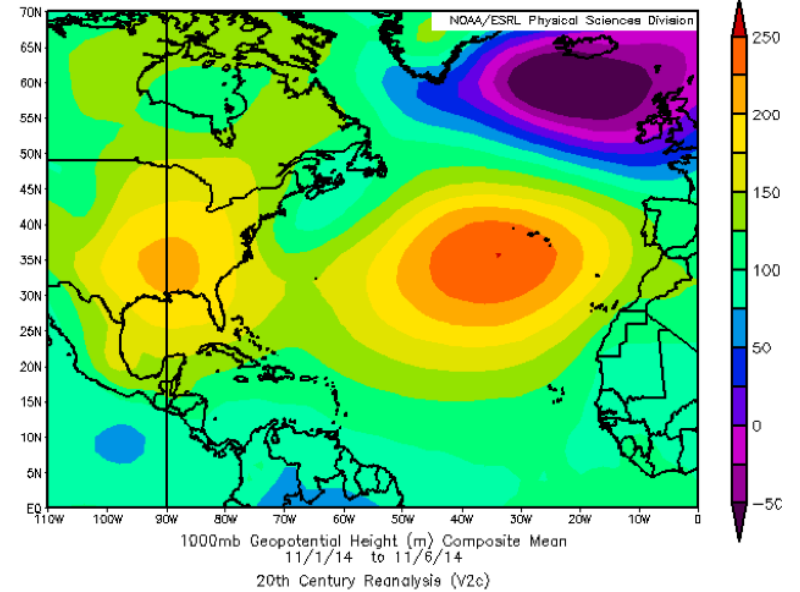 NOAA/ESRL Physical Sciences Division
70N
65N
60N
55N
50N
45N
40N
35N
30N
25N
20N
15N
10N
5N
EQ
110W 100W 90W 80W 70W 60W 50W 40W 30W 20W 10W 0
250
200
150
100
50
0
-50
1000mb Geopotential Height (m) Composite Mean
11/1/14 to 11/6/14
20th Century Reanalysis (V2c)